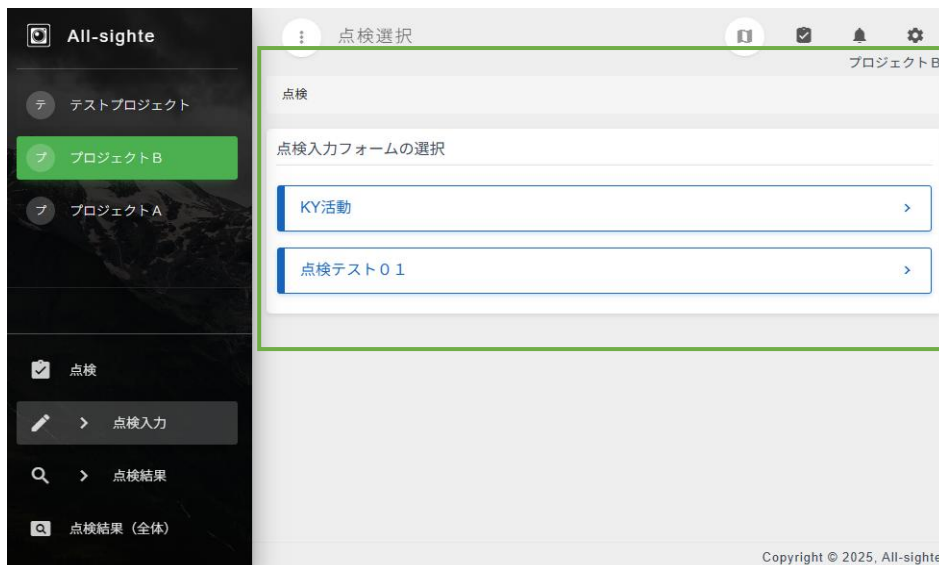 All-sighte
テ テストプロジェクト
プ プロジェクトB
プ プロジェクトA
点検
点検入力
点検結果
点検結果（全体）
点検選択
プロジェクトB
点検
点検入力フォームの選択
KY活動
点検テスト０１
Copyright © 2025, All-sighte